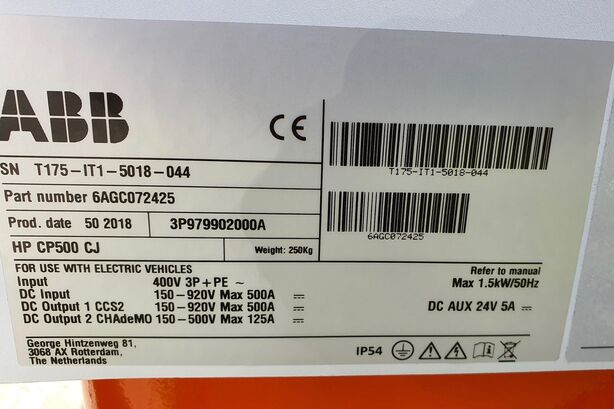 ABB
CE
SN T175-IT1-5018-044
T175-IT1-5018-044
Part number 6AGC072425
Prod. date 50 2018 3P979902000A
6AGC072425
HP CP500 CJ Weight: 250Kg
FOR USE WITH ELECTRIC VEHICLES Refer to manual
Input 400V 3P+PE ~ Max 1.5kW/50Hz
DC Input 150-920V Max 500A
DC Output 1 CCS2 150-920V Max 500A DC AUX 24V 5A
DC Output 2 CHAdeMO 150-500V Max 125A
George Hintzenweg 81,
3068 AX Rotterdam,
The Netherlands
IP54